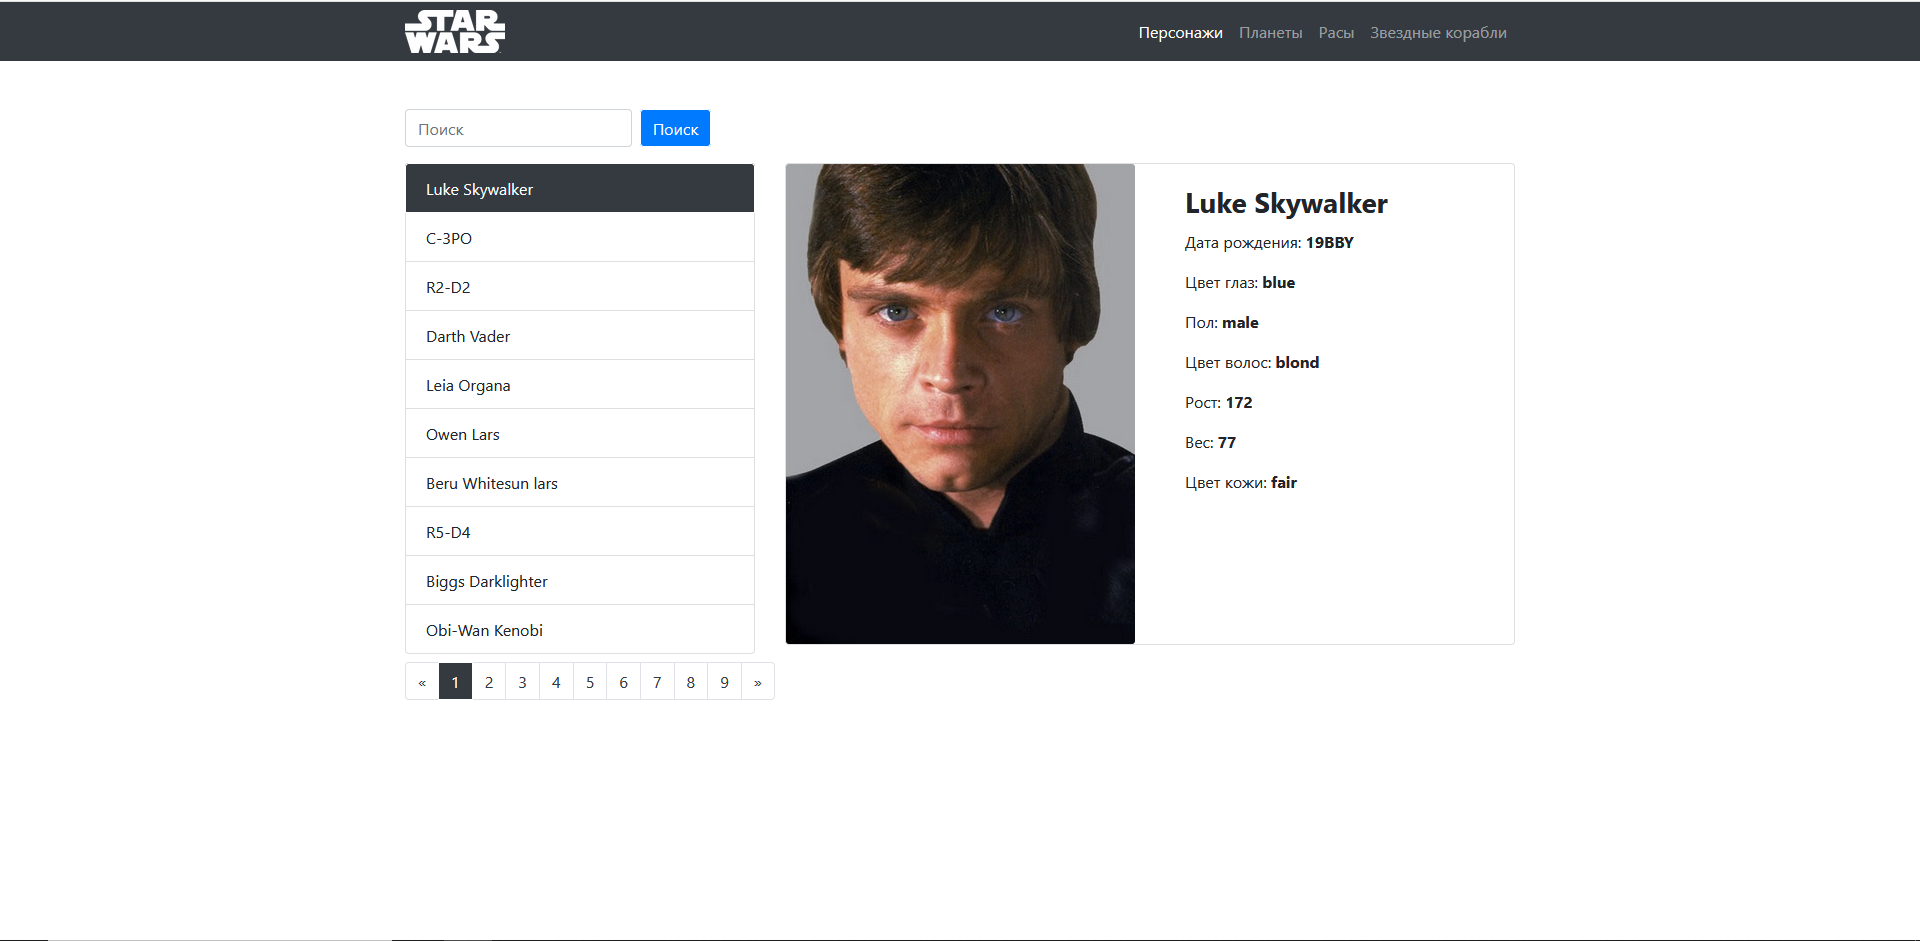 STAR
WARS
Персонажи Планеты Расы Звездные корабли
Поиск Поиск
Luke Skywalker
C-3PO
R2-D2
Darth Vader
Leia Organa
Owen Lars
Beru Whitesun lars
R5-D4
Biggs Darklighter
Obi-Wan Kenobi
« 1 2 3 4 5 6 7 8 9 »
Luke Skywalker
Дата рождения: 19BBY
Цвет глаз: blue
Пол: male
Цвет волос: blond
Рост: 172
Вес: 77
Цвет кожи: fair